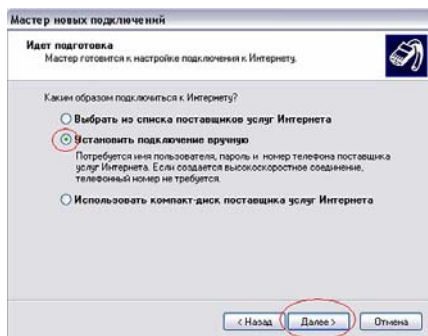 Мастер новых подключений
Идет подготовка
Мастер готовится к настройке подключения к Интернету.
Каким образом подключиться к Интернету?
Выбрать из списка поставщиков услуг Интернета
Установить подключение вручную
Потребуется имя пользователя, пароль и номер телефона поставщика
услуг Интернета. Если создается высокоскоростное соединение,
телефонный номер не требуется.
Использовать компакт-диск поставщика услуг Интернета
< Назад Далее > Отмена